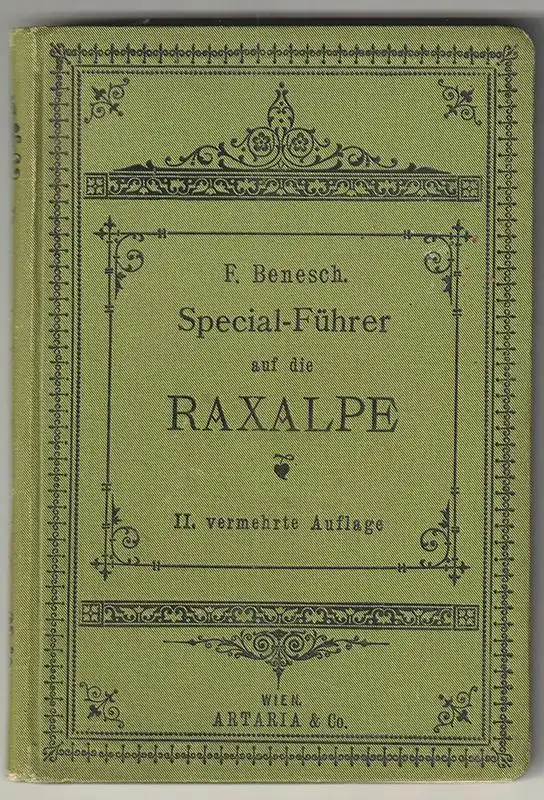 F. Benesch.
Special-Führer
auf die
RAXALPE
II. vermehrte Auflage
WIEN.
ARTARIA & Co.